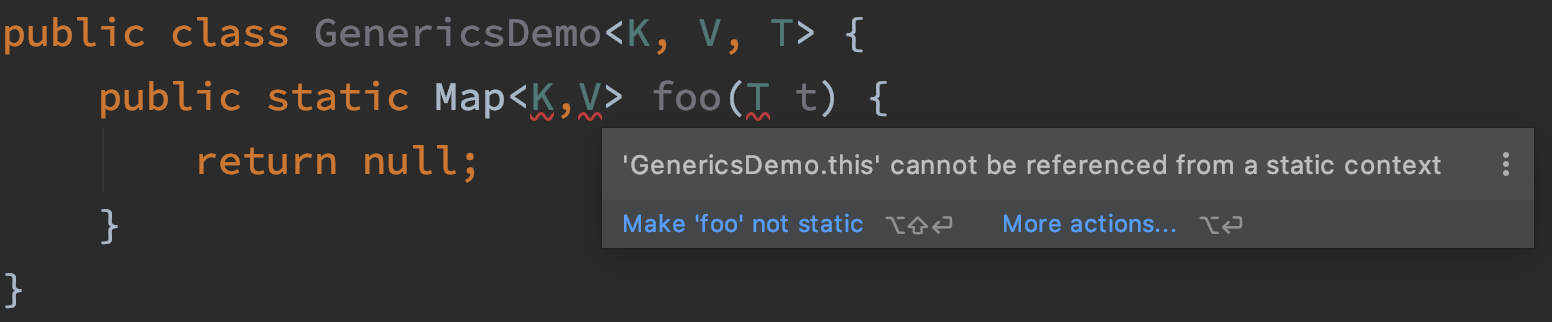 public class GenericsDemo<K, V, T> {
public static Map<K,V> foo(T t) {
return null;
'GenericsDemo.this' cannot be referenced from a static context
}
Make 'foo' not static ⌥⇧⏎ More actions... ⌥⏎
}